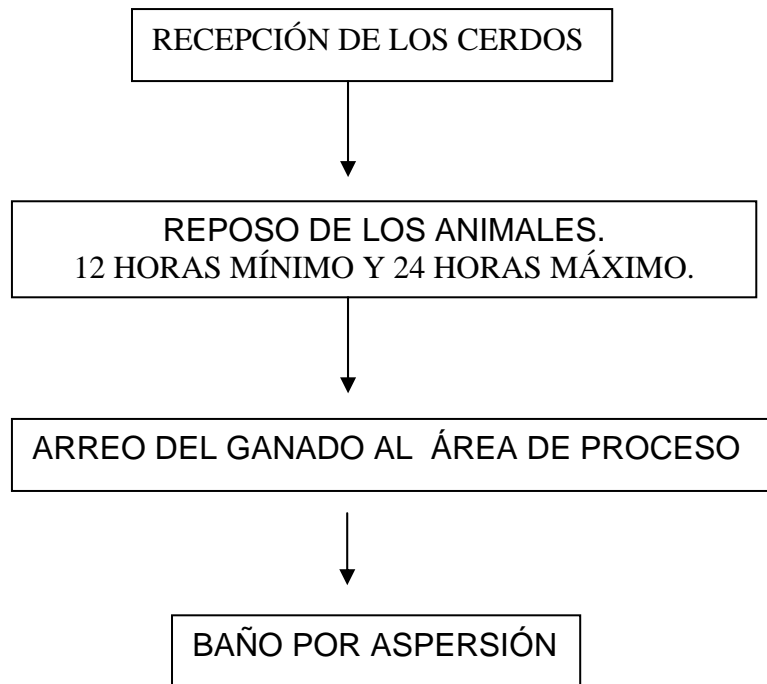 RECEPCIÓN DE LOS CERDOS
REPOSO DE LOS ANIMALES.
12 HORAS MÍNIMO Y 24 HORAS MÁXIMO.
ARREO DEL GANADO AL ÁREA DE PROCESO
BAÑO POR ASPERSIÓN